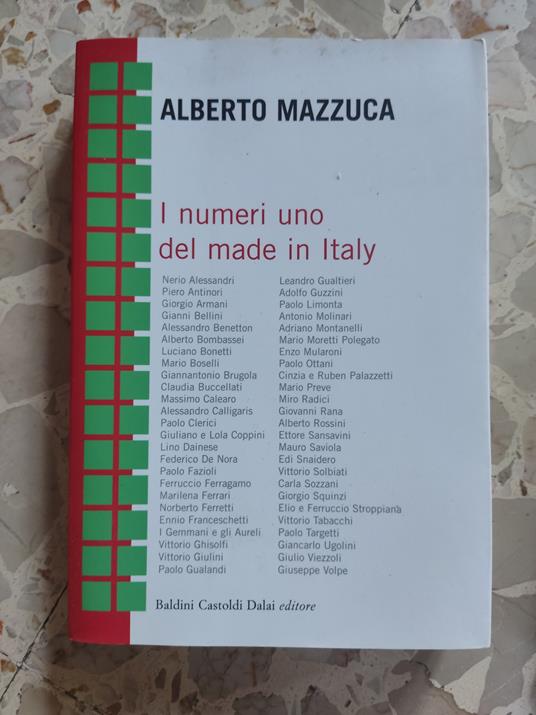 ALBERTO MAZZUCA
I numeri uno
del made in Italy
Nerio Alessandri
Piero Antinori
Giorgio Armani
Gianni Bellini
Alessandro Benetton
Alberto Bombassei
Luciano Bonetti
Mario Boselli
Giannantonio Brugola
Claudia Buccellati
Massimo Calearo
Alessandro Calligaris
Paolo Clerici
Giuliano e Lola Coppini
Lino Dainese
Federico De Nora
Paolo Fazioli
Ferruccio Ferragamo
Marilena Ferrari
Norberto Ferretti
Ennio Franceschetti
I Gemmani e gli Aureli
Vittorio Ghisolfi
Vittorio Giulini
Paolo Gualandi
Leandro Gualtieri
Adolfo Guzzini
Paolo Limonta
Antonio Molinari
Adriano Montanelli
Mario Moretti Polegato
Enzo Mularoni
Paolo Ottani
Cinzia e Ruben Palazzetti
Mario Preve
Miro Radici
Giovanni Rana
Alberto Rossini
Ettore Sansavini
Mauro Saviola
Edi Snaidero
Vittorio Solbiati
Carla Sozzani
Giorgio Squinzi
Elio e Ferruccio Stroppiana
Vittorio Tabacchi
Paolo Targetti
Giancarlo Ugolini
Giulio Viezzoli
Giuseppe Volpe
Baldini Castoldi Dalai editore